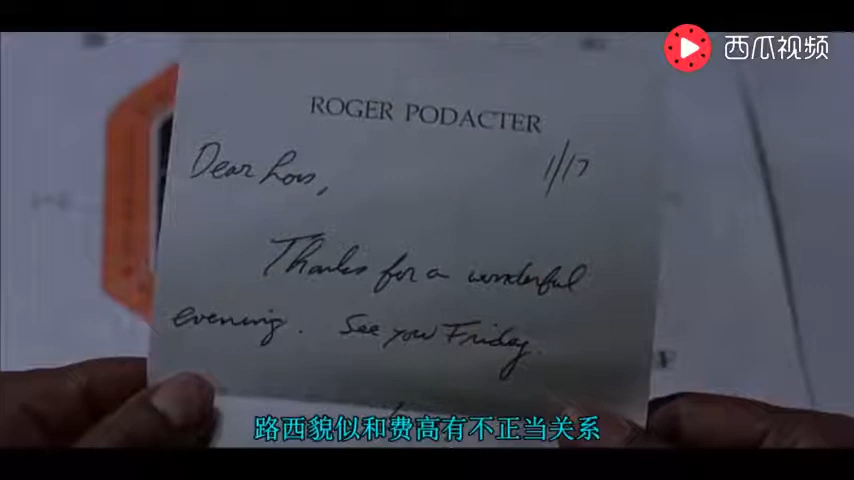 西瓜视频
ROGER PODACTER
1/17
Dear Lois,
Thanks for a wonderful
evening. See you Friday.
路西貌似和费高有不正当关系